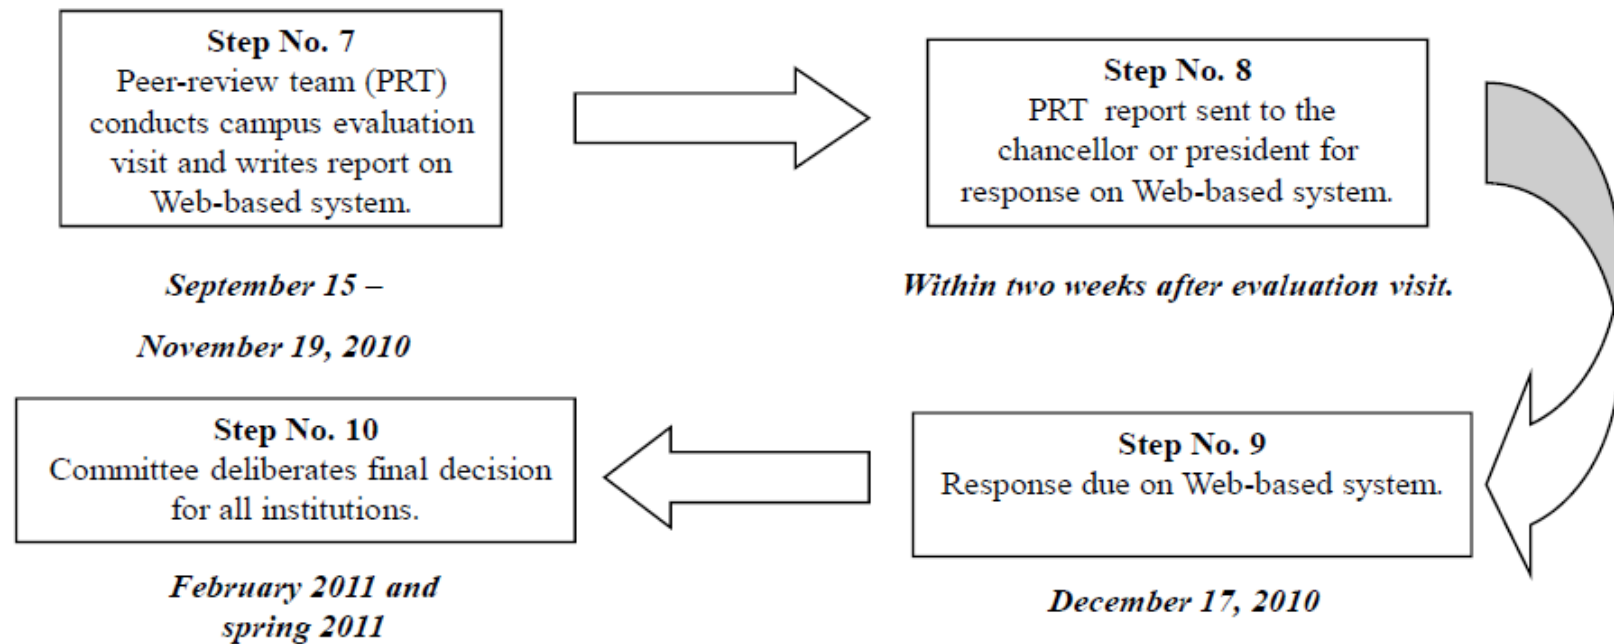 Step No. 7
Peer-review team (PRT)
conducts campus evaluation
visit and writes report on
Web-based system.
September 15 –
November 19, 2010
Step No. 8
PRT report sent to the
chancellor or president for
response on Web-based system.
Within two weeks after evaluation visit.
Step No. 9
Response due on Web-based system.
December 17, 2010
Step No. 10
Committee deliberates final decision
for all institutions.
February 2011 and
spring 2011